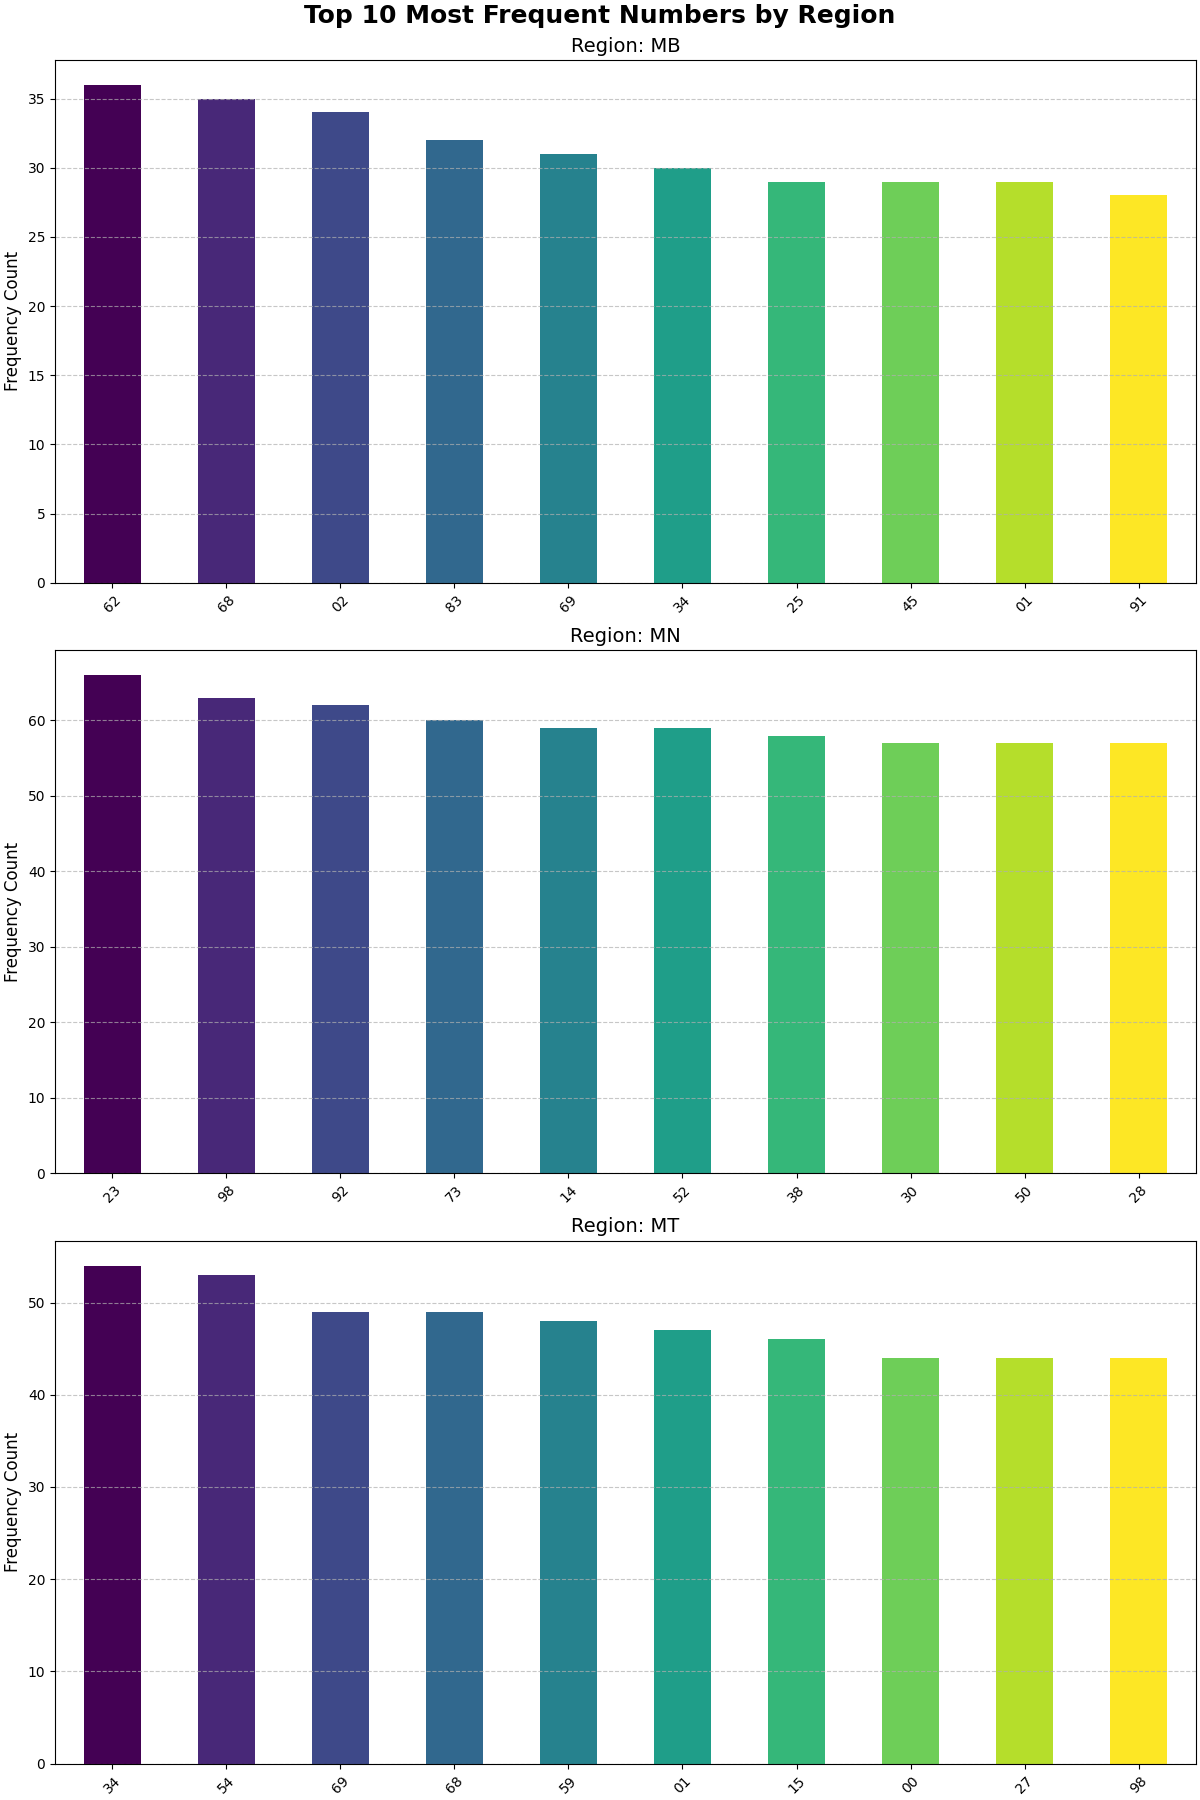 Top 10 Most Frequent Numbers by Region
Region: MB
Frequency Count
35
30
25
20
15
10
5
0
62 68 02 83 69 34 25 45 01 91
Region: MN
Frequency Count
60
50
40
30
20
10
0
23 98 92 73 14 52 38 30 50 28
Region: MT
Frequency Count
50
40
30
20
10
0
34 54 69 68 59 01 15 00 27 98